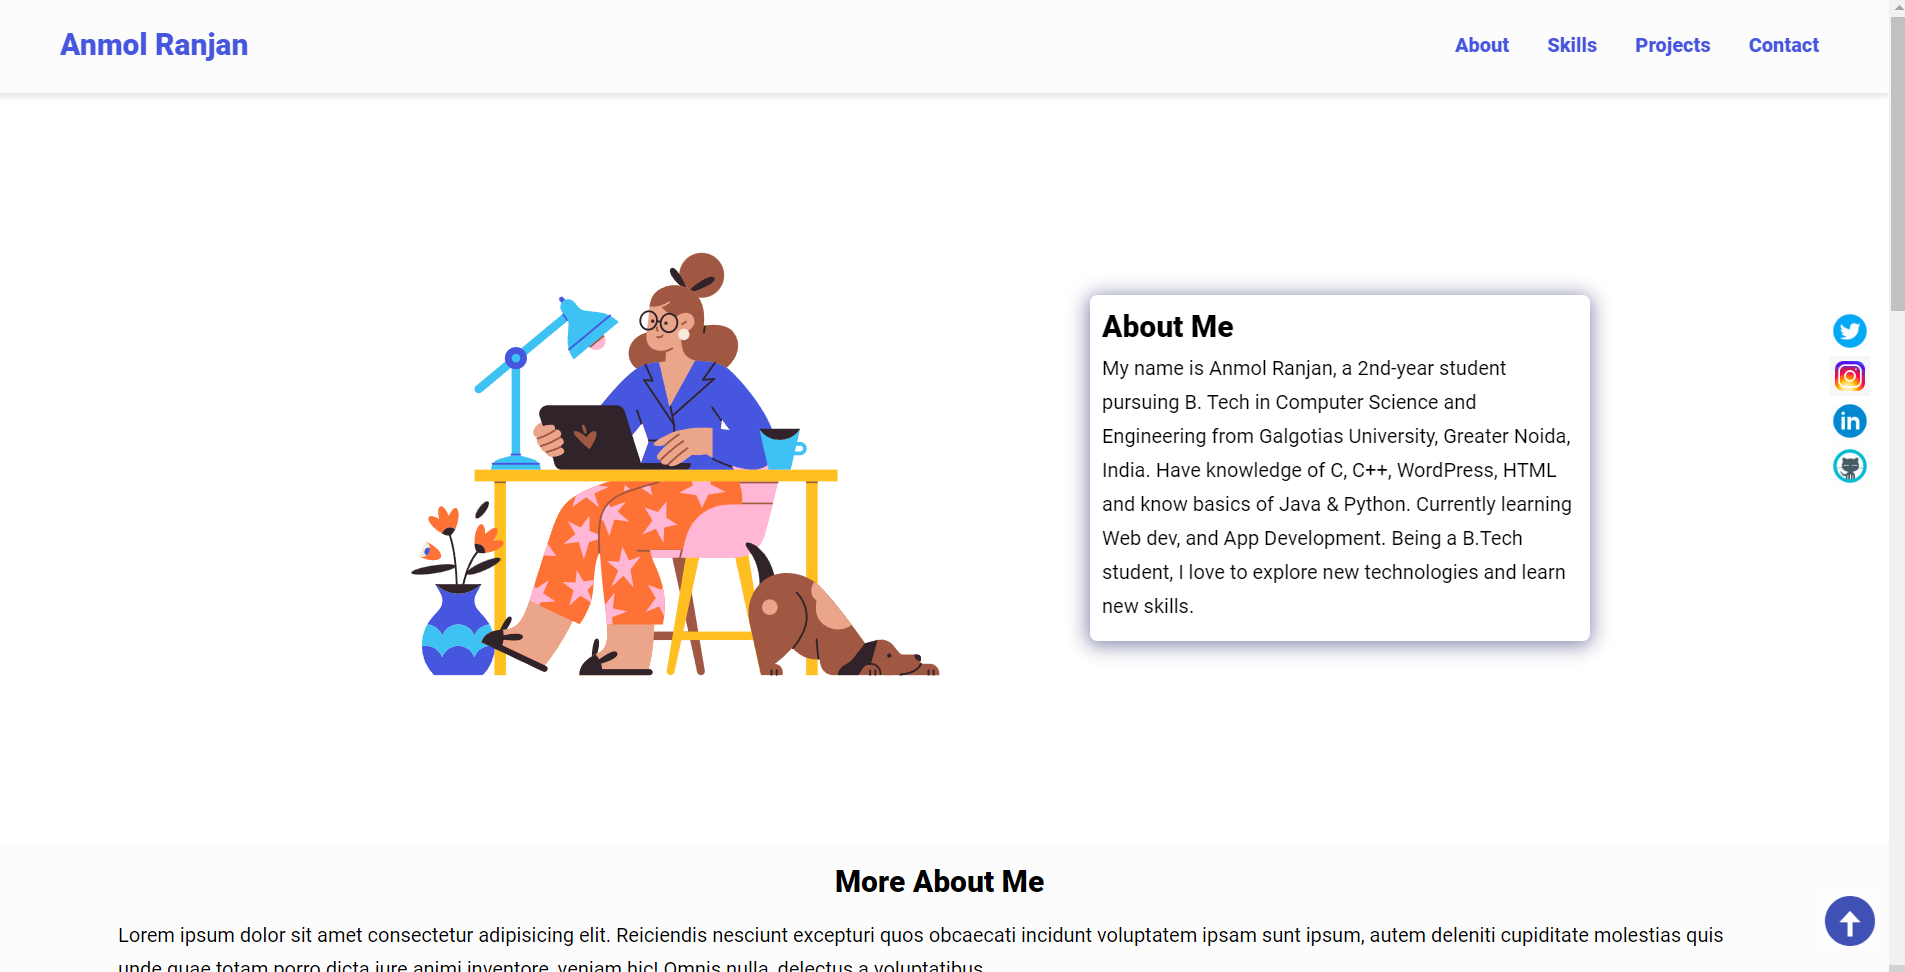 Anmol Ranjan
About Skills Projects Contact
About Me
My name is Anmol Ranjan, a 2nd-year student
pursuing B. Tech in Computer Science and
Engineering from Galgotias University, Greater Noida,
India. Have knowledge of C, C++, WordPress, HTML
and know basics of Java & Python. Currently learning
Web dev, and App Development. Being a B.Tech
student, I love to explore new technologies and learn
new skills.
in
More About Me
Lorem ipsum dolor sit amet consectetur adipisicing elit. Reiciendis nesciunt excepturi quos obcaecati incidunt voluptatem ipsam sunt ipsum, autem deleniti cupiditate molestias quis
unde quae totam porro dicta iure animi inventore, veniam hic! Omnis nulla, delectus a voluptatibus